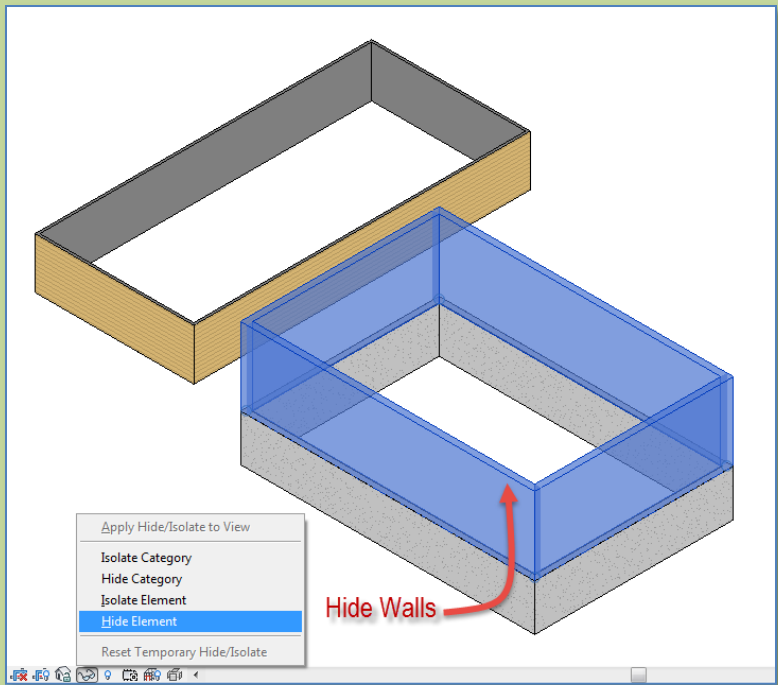 Apply Hide/Isolate to View
Isolate Category
Hide Category
Isolate Element
Hide Element
Reset Temporary Hide/Isolate
Hide Walls